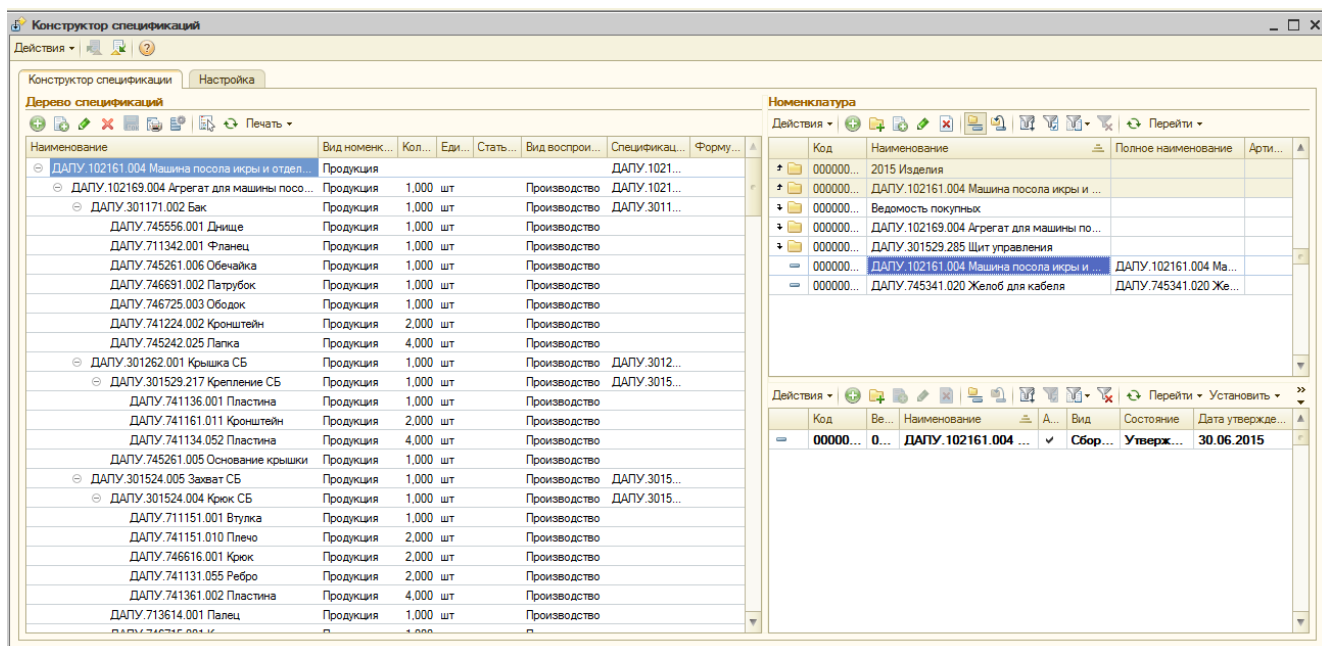 Конструктор спецификаций
Действия
Конструктор спецификации Настройка
Дерево спецификаций
Печать
Наименование Вид номенк... Кол... Еди... Стать... Вид воспрои... Спецификац... Форму...
ДАПУ.102161.004 Машина посола икры и отдел... Продукция ДАПУ.1021...
ДАПУ.102169.004 Агрегат для машины посо... Продукция 1,000 шт Производство ДАПУ.1021...
ДАПУ.301171.002 Бак Продукция 1,000 шт Производство ДАПУ.3011...
ДАПУ.745556.001 Днище Продукция 1,000 шт Производство
ДАПУ.711342.001 Фланец Продукция 1,000 шт Производство
ДАПУ.745261.006 Обечайка Продукция 1,000 шт Производство
ДАПУ.746691.002 Патрубок Продукция 1,000 шт Производство
ДАПУ.746725.003 Ободок Продукция 1,000 шт Производство
ДАПУ.741224.002 Кронштейн Продукция 2,000 шт Производство
ДАПУ.745242.025 Лапка Продукция 4,000 шт Производство
ДАПУ.301262.001 Крышка СБ Продукция 1,000 шт Производство ДАПУ.3012...
ДАПУ.301529.217 Крепление СБ Продукция 1,000 шт Производство ДАПУ.3015...
ДАПУ.741136.001 Пластина Продукция 1,000 шт Производство
ДАПУ.741161.011 Кронштейн Продукция 2,000 шт Производство
ДАПУ.741134.052 Пластина Продукция 4,000 шт Производство
ДАПУ.745261.005 Основание крышки Продукция 1,000 шт Производство
ДАПУ.301524.005 Захват СБ Продукция 1,000 шт Производство ДАПУ.3015...
ДАПУ.301524.004 Крюк СБ Продукция 1,000 шт Производство ДАПУ.3015...
ДАПУ.711151.001 Втулка Продукция 1,000 шт Производство
ДАПУ.741151.010 Плечо Продукция 2,000 шт Производство
ДАПУ.746616.001 Крюк Продукция 2,000 шт Производство
ДАПУ.741131.055 Ребро Продукция 2,000 шт Производство
ДАПУ.741361.002 Пластина Продукция 4,000 шт Производство
ДАПУ.713614.001 Палец Продукция 1,000 шт Производство
Номенклатура
Действия Перейти
Код Наименование Полное наименование Арти...
000000... 2015 Изделия
000000... ДАПУ.102161.004 Машина посола икры и ...
000000... Ведомость покупных
000000... ДАПУ.102169.004 Агрегат для машины по...
000000... ДАПУ.301529.285 Щит управления
000000... ДАПУ.102161.004 Машина посола икры и ... ДАПУ.102161.004 Ма...
000000... ДАПУ.745341.020 Желоб для кабеля ДАПУ.745341.020 Же...
Действия Перейти Установить
Код Ве... Наименование А... Вид Состояние Дата утвержде...
00000... 0... ДАПУ.102161.004 ... Сбор... Утверж... 30.06.2015